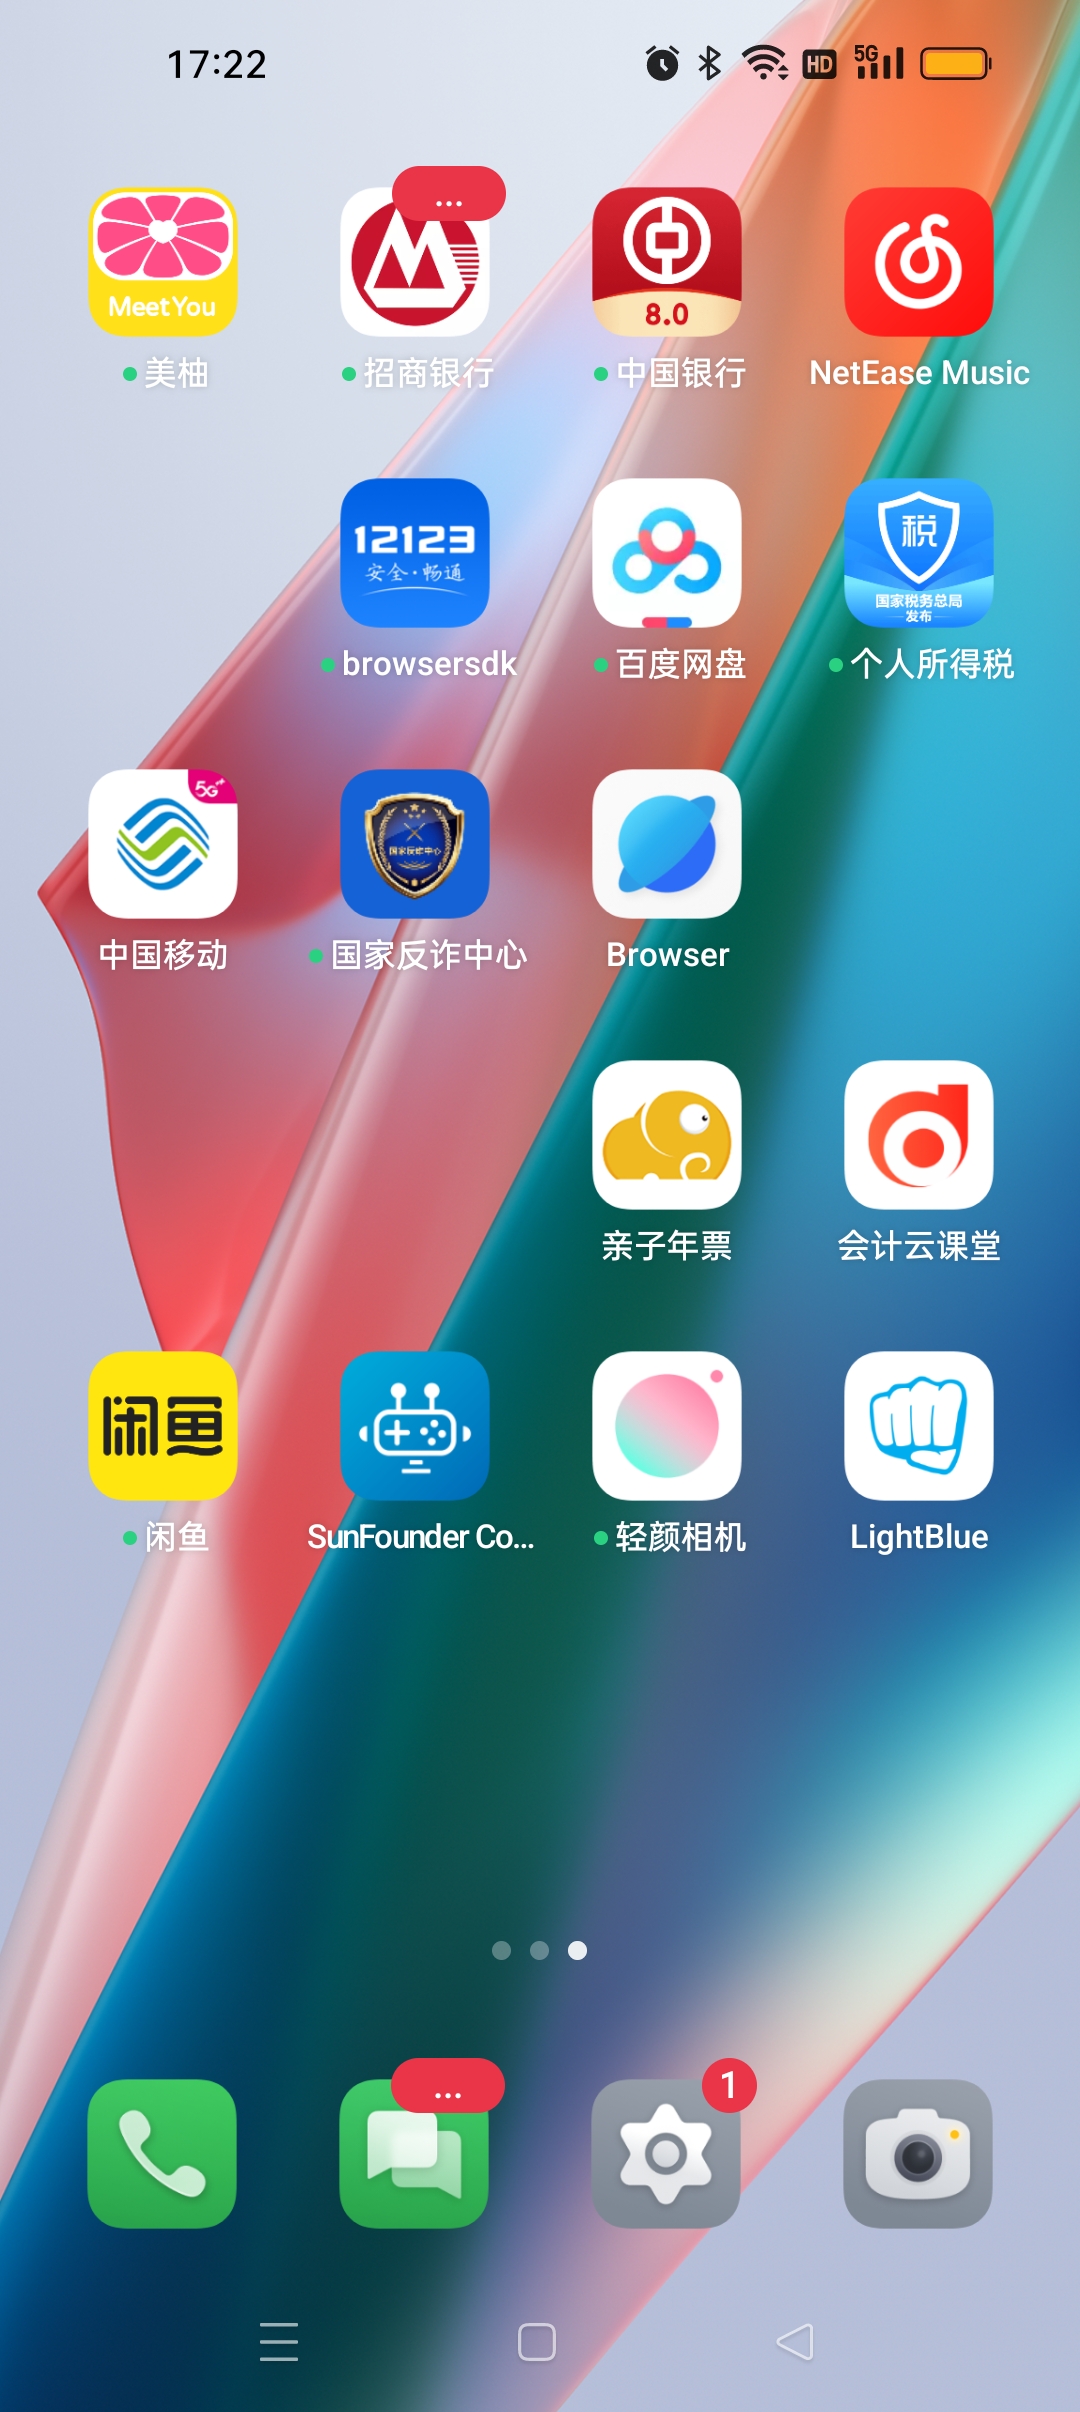 17:22
HD
5G
MeetYou
...
8.0
美柚
招商银行
中国银行
NetEase Music
12123
安全·畅通
税
国家税务总局
发布
browsersdk
百度网盘
个人所得税
5G+
国家反诈中心
中国移动
国家反诈中心
Browser
亲子年票
会计云课堂
闲鱼
闲鱼
SunFounder Co...
轻颜相机
LightBlue
...
1